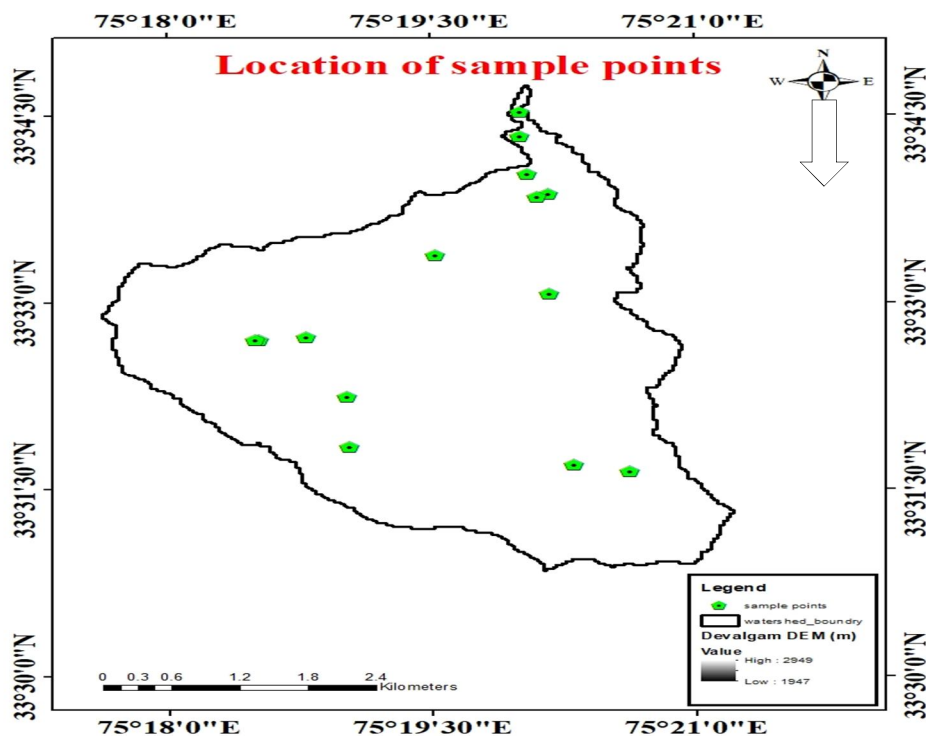 75°18'0"E 75°19'30"E 75°21'0"E
Location of sample points
N
W E
33°34'30"N 33°34'30"N
33°33'0"N 33°33'0"N
33°31'30"N 33°31'30"N
Legend
sample points
watershed_boundry
Devalgam DEM (m)
Value
High : 2949
Low : 1947
33°30'0"N 33°30'0"N
0 0.3 0.6 1.2 1.8 2.4
Kilometers
75°18'0"E 75°19'30"E 75°21'0"E